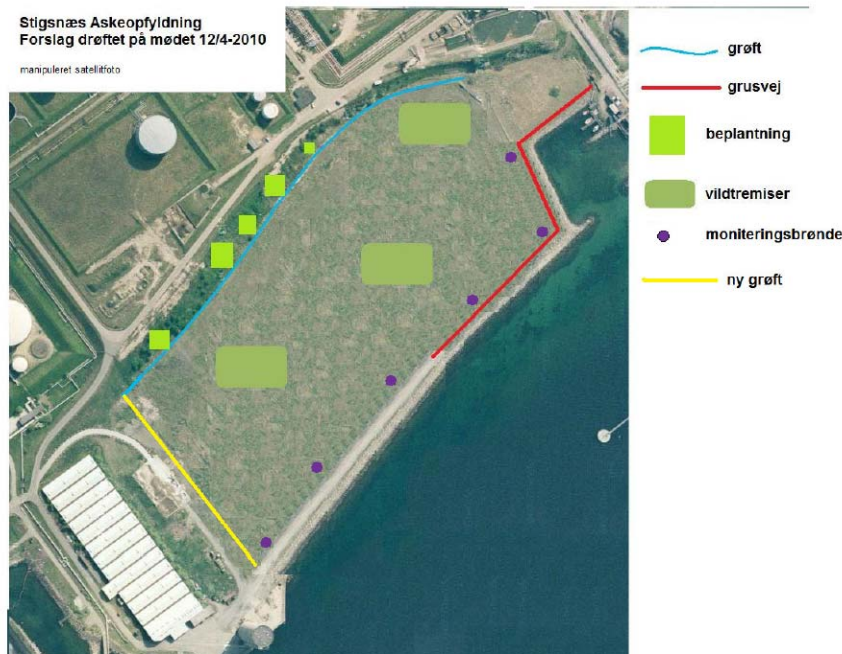 Stigsnæs Askeopfyldning
Forslag drøftet på mødet 12/4-2010
manipuleret satellitfoto
grøft
grusvej
beplantning
vildtremiser
moniteringsbrønde
ny grøft